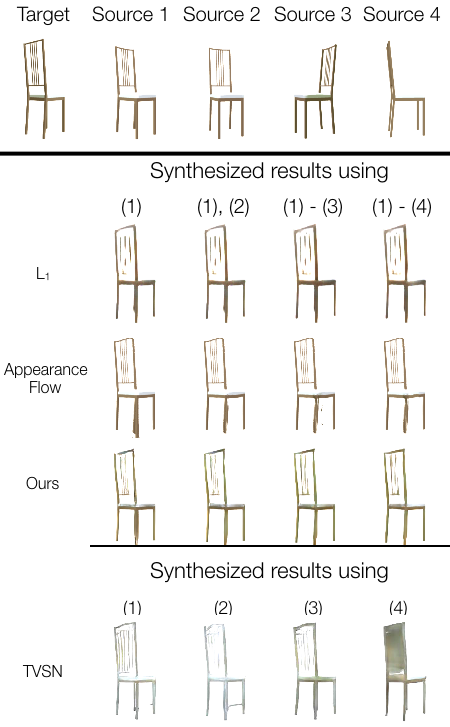 Target Source 1 Source 2 Source 3 Source 4
Synthesized results using
(1) (1), (2) (1) - (3) (1) - (4)
L₁
Appearance
Flow
Ours
Synthesized results using
(1) (2) (3) (4)
TVSN